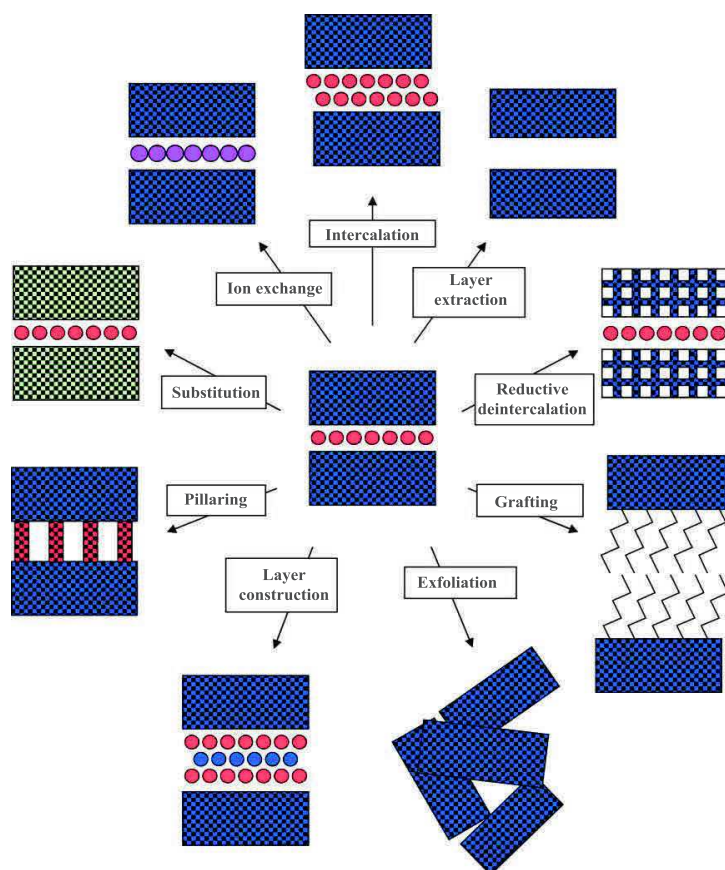 Intercalation
Ion exchange
Layer
extraction
Substitution
Reductive
deintercalation
Pillaring
Grafting
Layer
construction
Exfoliation